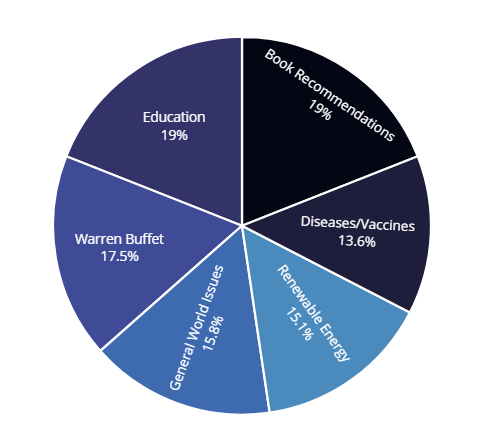 Book Recommendations
19%
Diseases/Vaccines
13.6%
Renewable Energy
15.1%
General World Issues
15.8%
Warren Buffet
17.5%
Education
19%